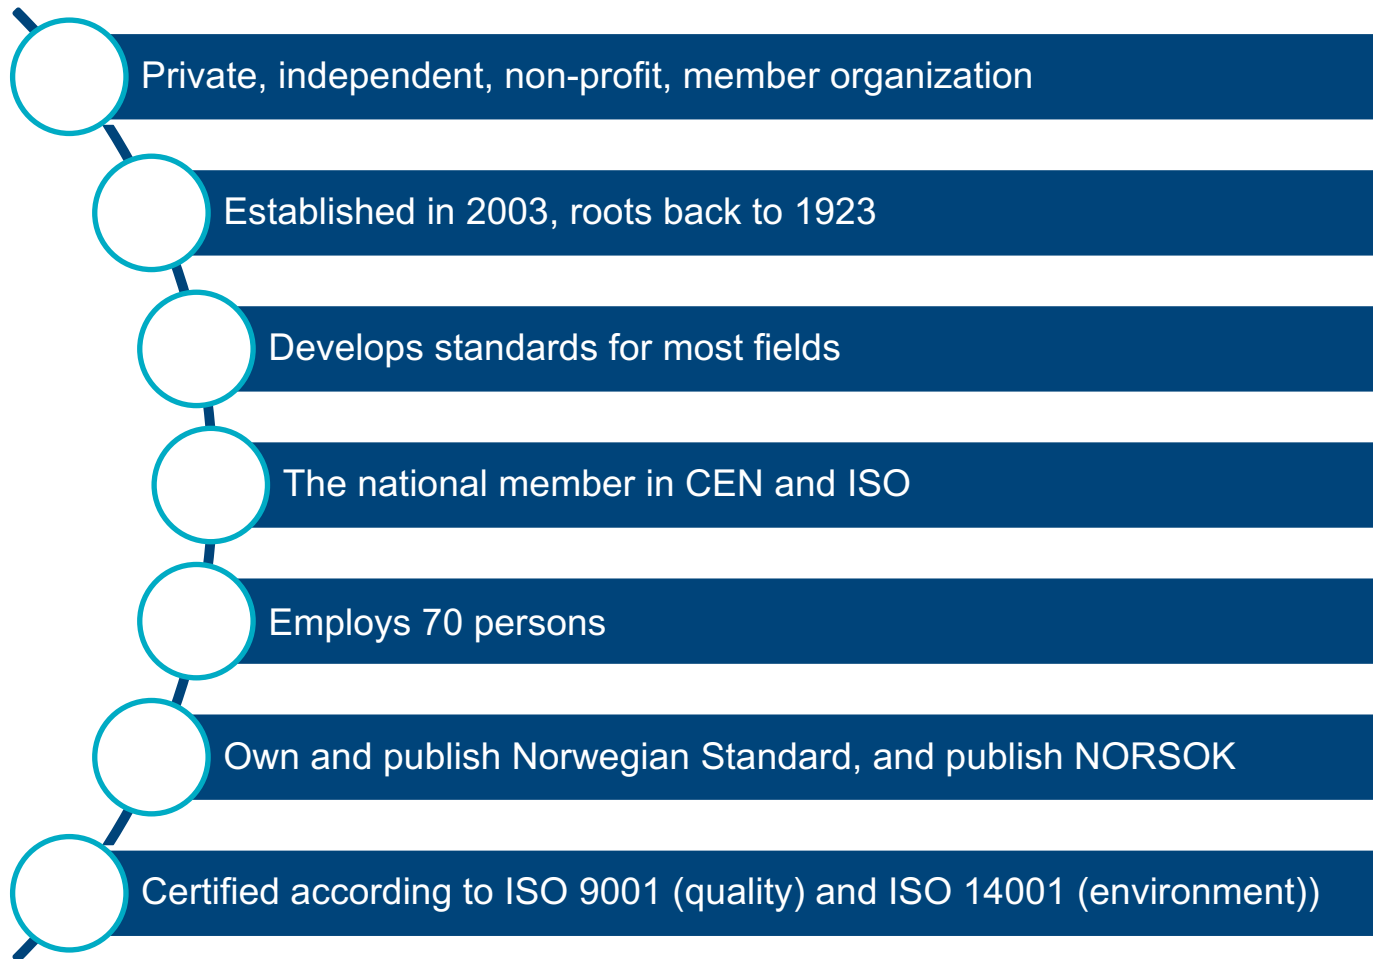 Private, independent, non-profit, member organization
Established in 2003, roots back to 1923
Develops standards for most fields
The national member in CEN and ISO
Employs 70 persons
Own and publish Norwegian Standard, and publish NORSOK
Certified according to ISO 9001 (quality) and ISO 14001 (environment))